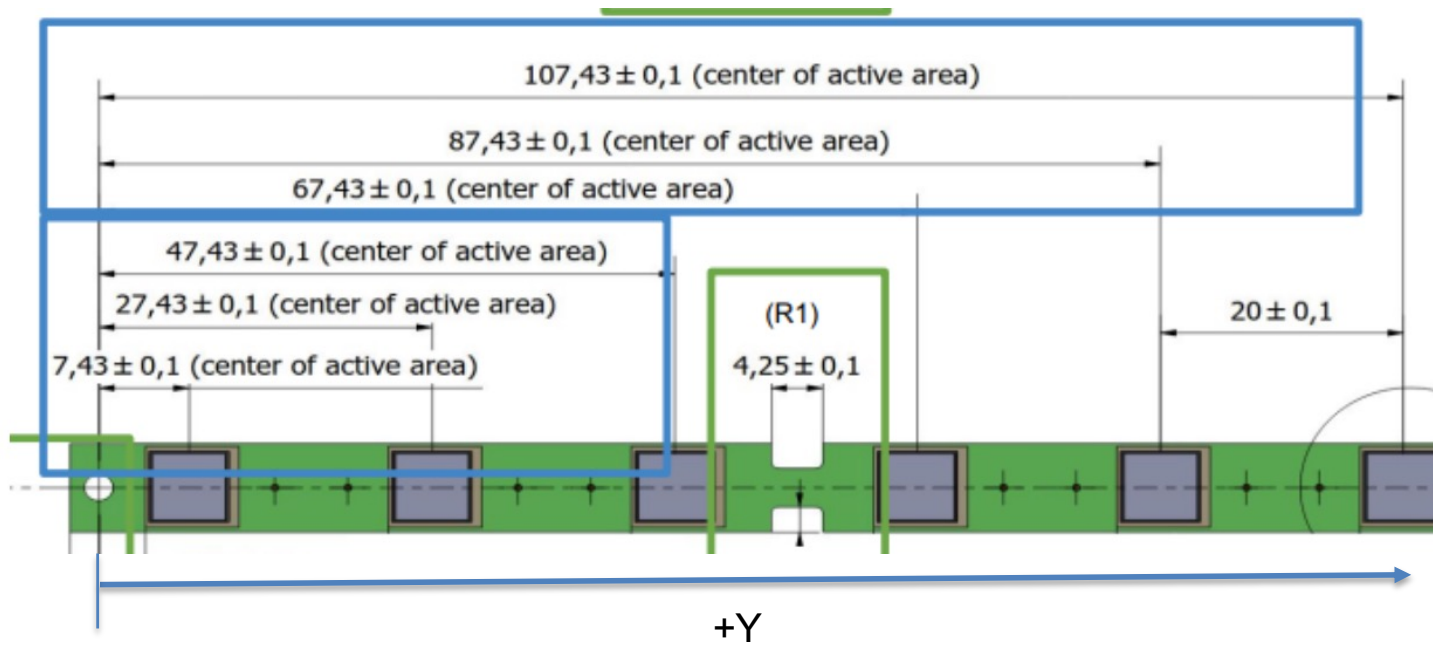 107,43 ± 0,1 (center of active area)
87,43 ± 0,1 (center of active area)
67,43 ± 0,1 (center of active area)
47,43 ± 0,1 (center of active area)
27,43 ± 0,1 (center of active area)
(R1)
20 ± 0,1
7,43 ± 0,1 (center of active area)
4,25 ± 0,1
+Y